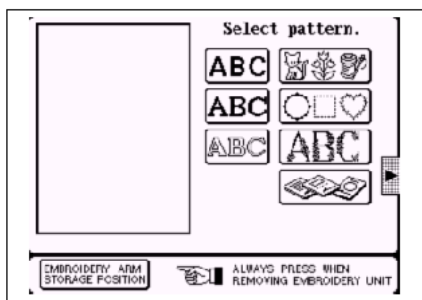 Select pattern.
ABC
ABC
ABC
ABC
EMBROIDERY ARM
STORAGE POSITION
ALWAYS PRESS WHEN
REMOVING EMBROIDERY UNIT